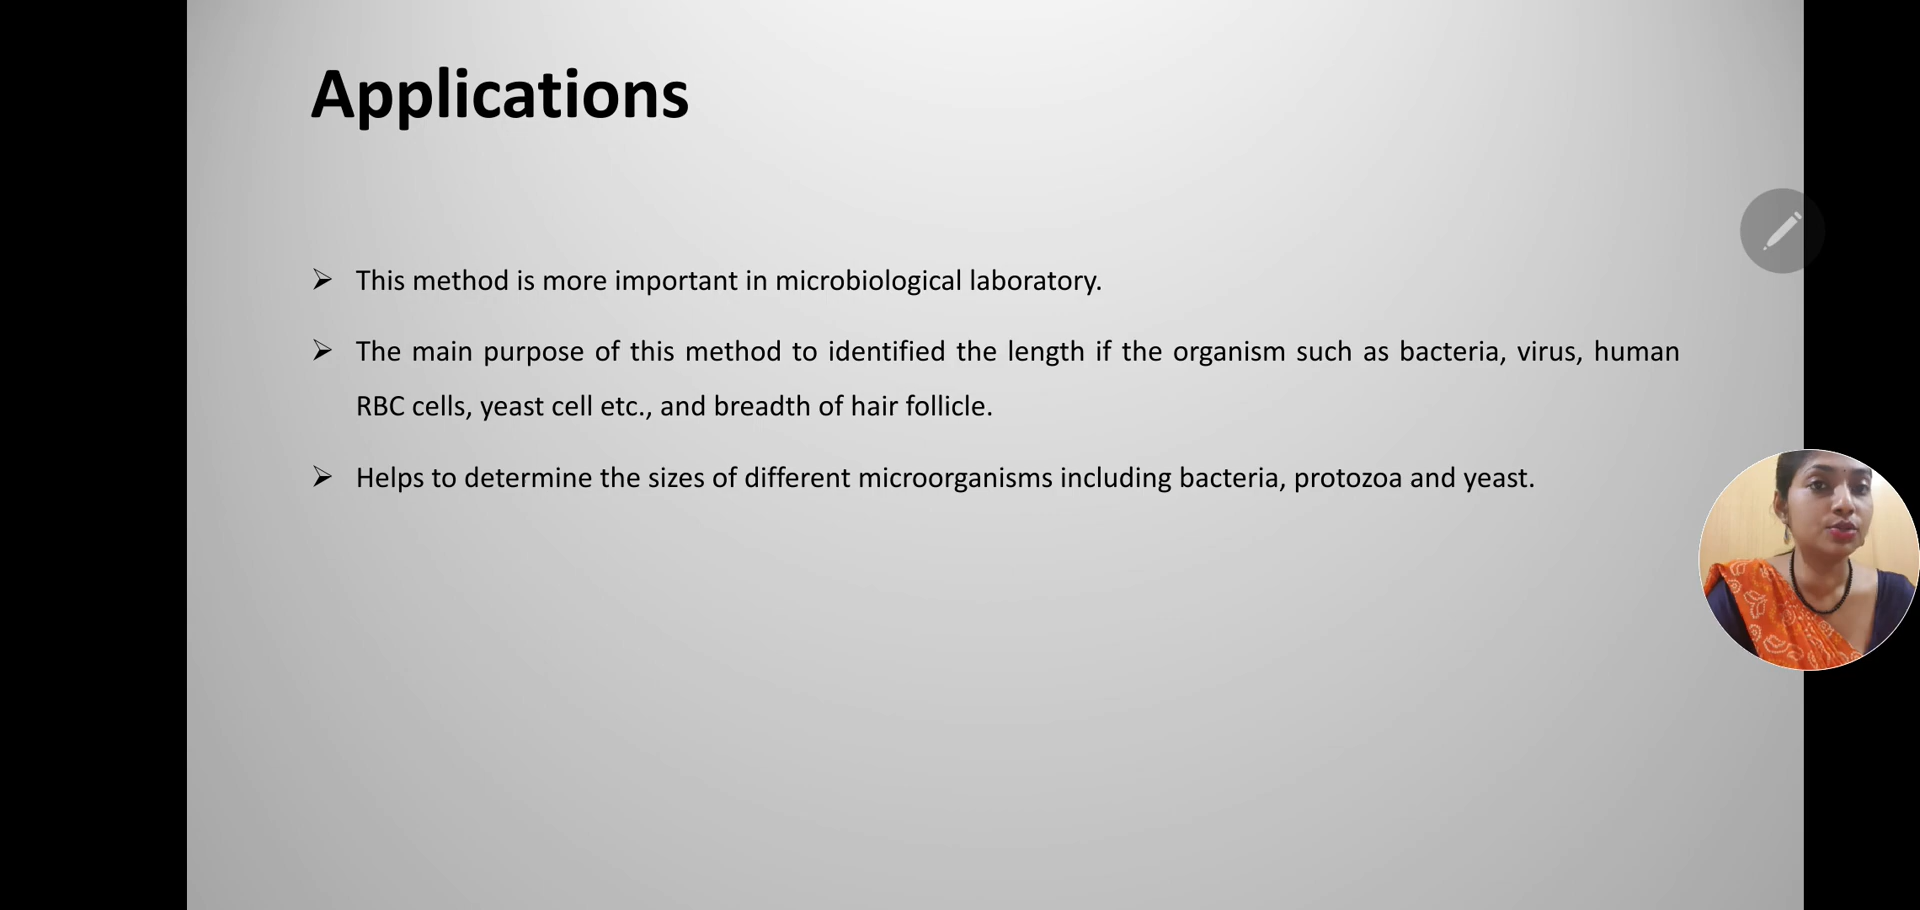 Applications
➢ This method is more important in microbiological laboratory.
➢ The main purpose of this method to identified the length if the organism such as bacteria, virus, human
RBC cells, yeast cell etc., and breadth of hair follicle.
➢ Helps to determine the sizes of different microorganisms including bacteria, protozoa and yeast.